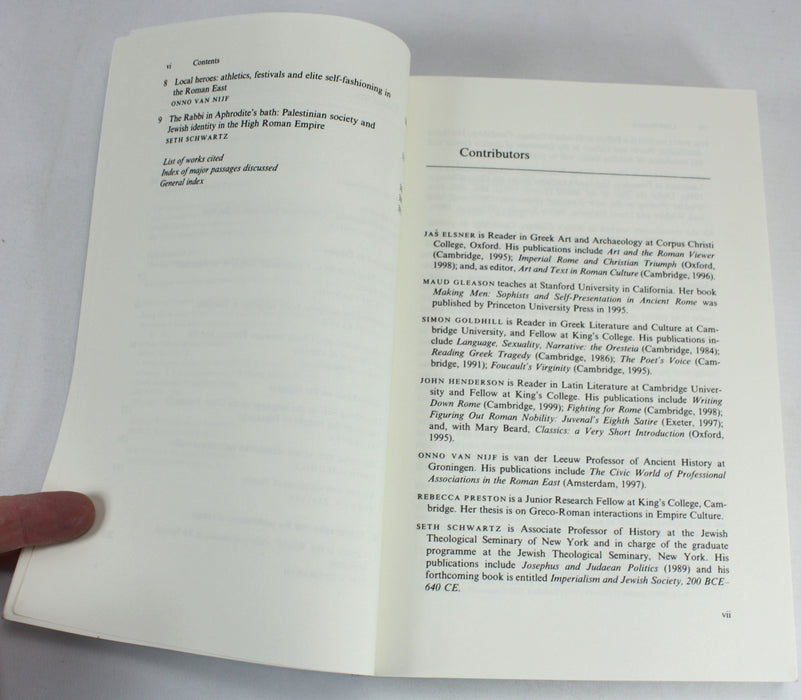 vi Contents
8 Local heroes: athletics, festivals and elite self-fashioning in
the Roman East
ONNO VAN NIJF
9 The Rabbi in Aphrodite's bath: Palestinian society and
Jewish identity in the High Roman Empire
SETH SCHWARTZ
List of works cited
Index of major passages discussed
General index
Contributors
JAŚ ELSNER is Reader in Greek Art and Archaeology at Corpus Christi
College, Oxford. His publications include Art and the Roman Viewer
(Cambridge, 1995); Imperial Rome and Christian Triumph (Oxford,
1998); and, as editor, Art and Text in Roman Culture (Cambridge, 1996).
MAUD GLEASON teaches at Stanford University in California. Her book
Making Men: Sophists and Self-Presentation in Ancient Rome was
published by Princeton University Press in 1995.
SIMON GOLDHILL is Reader in Greek Literature and Culture at Cam-
bridge University, and Fellow at King's College. His publications in-
clude Language, Sexuality, Narrative: the Oresteia (Cambridge, 1984);
Reading Greek Tragedy (Cambridge, 1986); The Poet's Voice (Cam-
bridge, 1991); Foucault's Virginity (Cambridge, 1995).
JOHN HENDERSON is Reader in Latin Literature at Cambridge Univer-
sity and Fellow at King's College. His publications include Writing
Down Rome (Cambridge, 1999); Fighting for Rome (Cambridge, 1998);
Figuring Out Roman Nobility: Juvenal's Eighth Satire (Exeter, 1997);
and, with Mary Beard, Classics: a Very Short Introduction (Oxford,
1995).
ONNO VAN NIJF is van der Leeuw Professor of Ancient History at
Groningen. His publications include The Civic World of Professional
Associations in the Roman East (Amsterdam, 1997).
REBECCA PRESTON is a Junior Research Fellow at King's College, Cam-
bridge. Her thesis is on Greco-Roman interactions in Empire Culture.
SETH SCHWARTZ is Associate Professor of History at the Jewish
Theological Seminary of New York and in charge of the graduate
programme at the Jewish Theological Seminary, New York. His
publications include Josephus and Judaean Politics (1989) and his
forthcoming book is entitled Imperialism and Jewish Society, 200 BCE–
640 CE.
vii